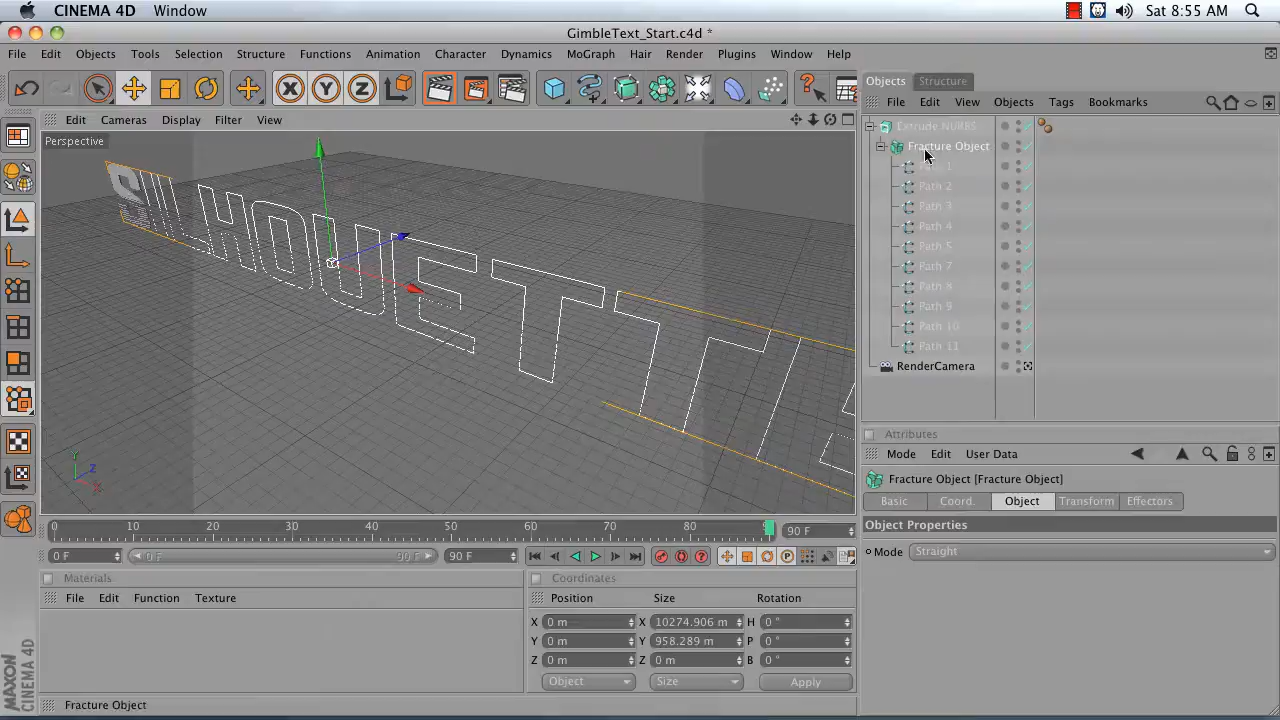 CINEMA 4D Window Sat 8:55 AM
GimbleText_Start.c4d *
File Edit Objects Tools Selection Structure Functions Animation Character Dynamics MoGraph Hair Render Plugins Window Help
X Y Z
Objects Structure
File Edit View Objects Tags Bookmarks
Edit Cameras Display Filter View
Perspective
Extrude NURBS
Fracture Object
Path 1
Path 2
Path 3
Path 4
Path 5
Path 7
Path 8
Path 9
Path 10
Path 11
RenderCamera
Y
Z
X
Attributes
Mode Edit User Data
Fracture Object [Fracture Object]
Basic Coord. Object Transform Effectors
Object Properties
Mode Straight
0 10 20 30 40 50 60 70 80 90 F
0 F 0 F 90 F 90 F
Materials
File Edit Function Texture
Coordinates
Position Size Rotation
X 0 m X 10274.906 m H 0 °
Y 0 m Y 958.289 m P 0 °
Z 0 m Z 0 m B 0 °
Object Size Apply
MAXON
CINEMA 4D
Fracture Object